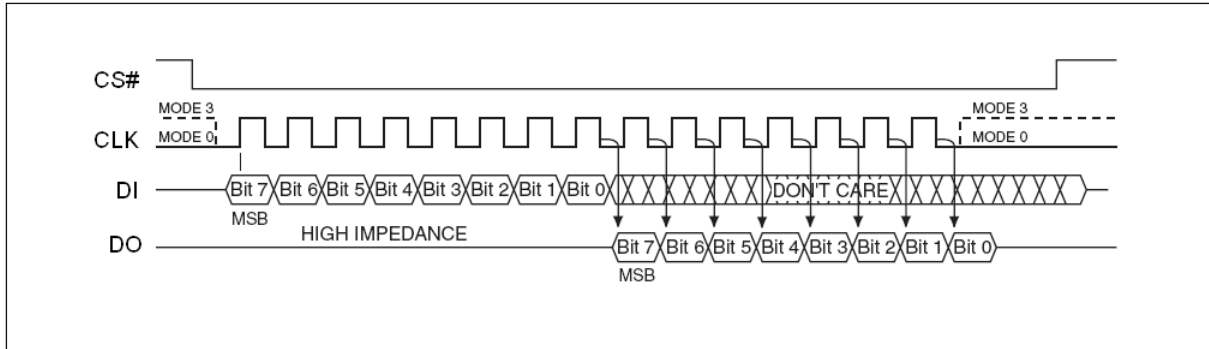 CS#
MODE 3 MODE 3
CLK MODE 0 MODE 0
DI Bit 7 Bit 6 Bit 5 Bit 4 Bit 3 Bit 2 Bit 1 Bit 0 DON'T CARE
MSB
HIGH IMPEDANCE
DO Bit 7 Bit 6 Bit 5 Bit 4 Bit 3 Bit 2 Bit 1 Bit 0
MSB